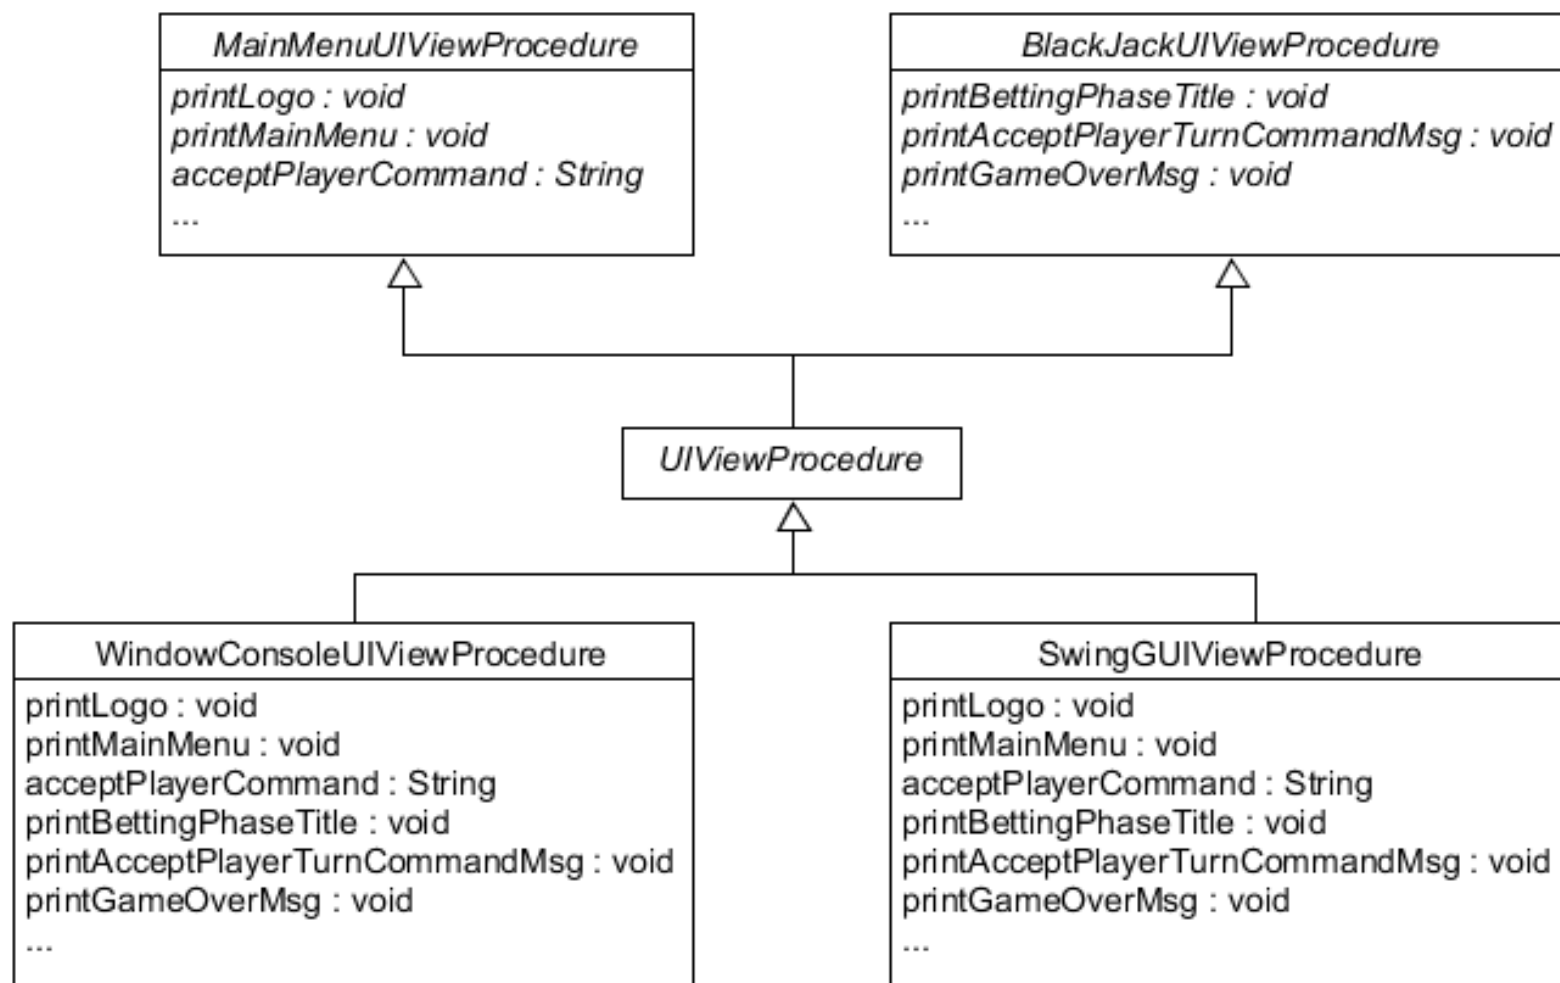 MainMenuUIViewProcedure
printLogo : void
printMainMenu : void
acceptPlayerCommand : String
...
BlackJackUIViewProcedure
printBettingPhaseTitle : void
printAcceptPlayerTurnCommandMsg : void
printGameOverMsg : void
...
UIViewProcedure
WindowConsoleUIViewProcedure
printLogo : void
printMainMenu : void
acceptPlayerCommand : String
printBettingPhaseTitle : void
printAcceptPlayerTurnCommandMsg : void
printGameOverMsg : void
...
SwingGUIViewProcedure
printLogo : void
printMainMenu : void
acceptPlayerCommand : String
printBettingPhaseTitle : void
printAcceptPlayerTurnCommandMsg : void
printGameOverMsg : void
...